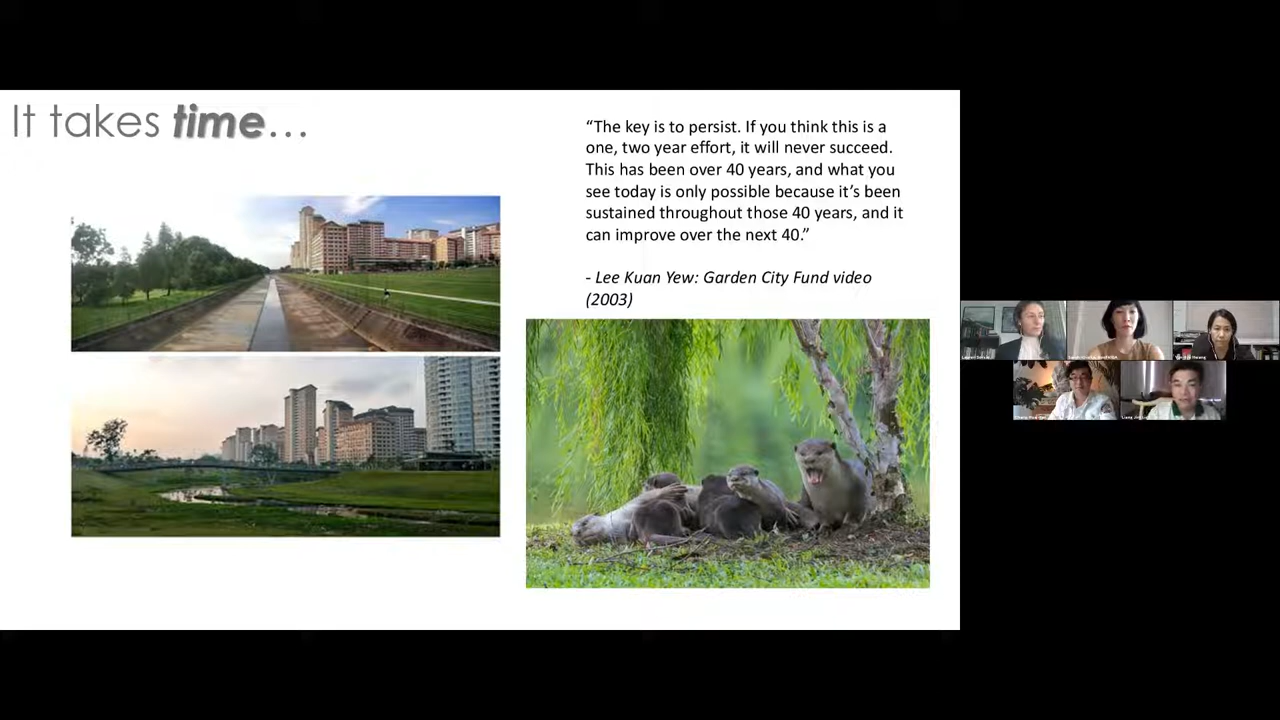 It takes time…
“The key is to persist. If you think this is a
one, two year effort, it will never succeed.
This has been over 40 years, and what you
see today is only possible because it’s been
sustained throughout those 40 years, and it
can improve over the next 40.”
- Lee Kuan Yew: Garden City Fund video
(2003)